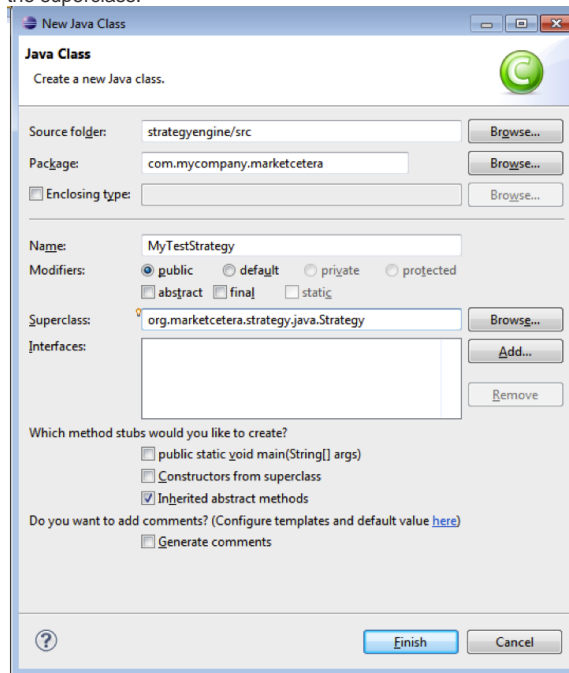 the superclass.
New Java Class
Java Class
Create a new Java class.
C
Source folder: strategyengine/src Browse...
Package: com.mycompany.marketcetera Browse...
Enclosing type: Browse...
Name: MyTestStrategy
Modifiers: public default private protected
abstract final static
Superclass: org.marketcetera.strategy.java.Strategy Browse...
Interfaces: Add...
Remove
Which method stubs would you like to create?
public static void main(String[] args)
Constructors from superclass
Inherited abstract methods
Do you want to add comments? (Configure templates and default value here)
Generate comments
? Finish Cancel